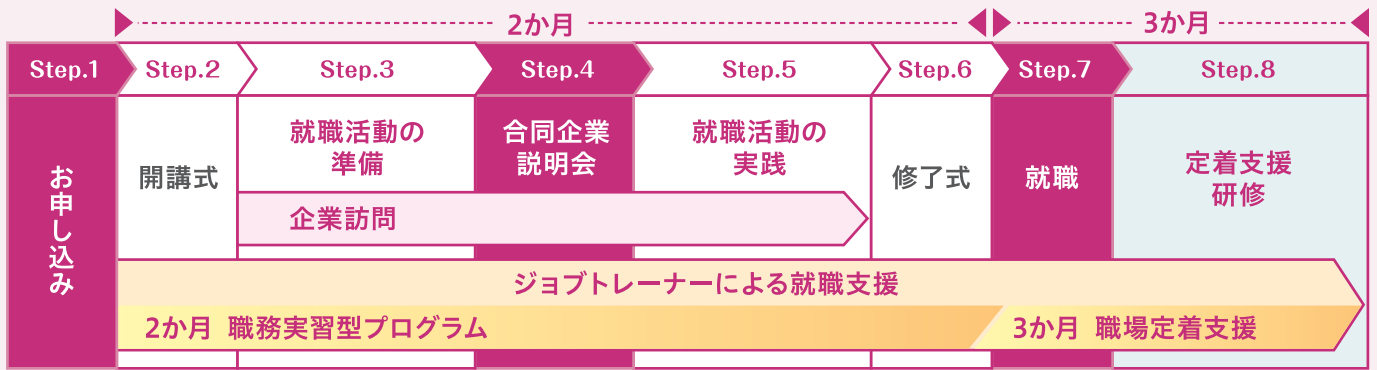 2か月
3か月
Step.1
Step.2
Step.3
Step.4
Step.5
Step.6
Step.7
Step.8
お申し込み
開講式
就職活動の
準備
合同企業
説明会
就職活動の
実践
修了式
就職
定着支援
研修
企業訪問
ジョブトレーナーによる就職支援
2か月 職務実習型プログラム
3か月 職場定着支援